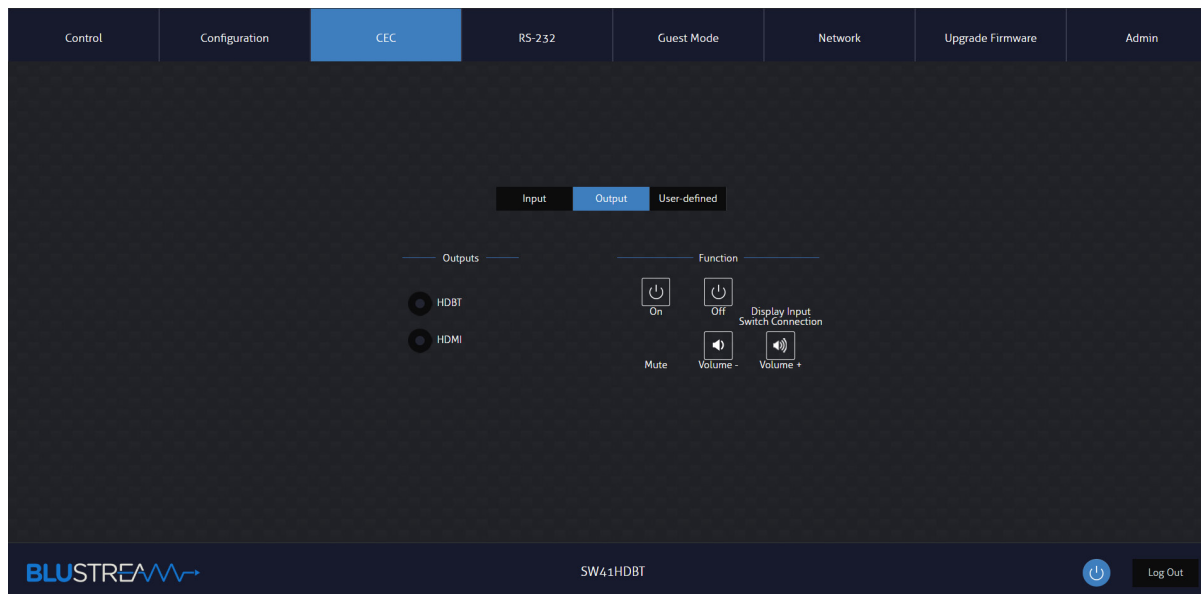 Control Configuration CEC RS-232 Guest Mode Network Upgrade Firmware Admin
Input Output User-defined
Outputs Function
HDBT
HDMI
On Off Display Input
Switch Connection
Mute Volume - Volume +
BLUSTREAM SW41HDBT Log Out